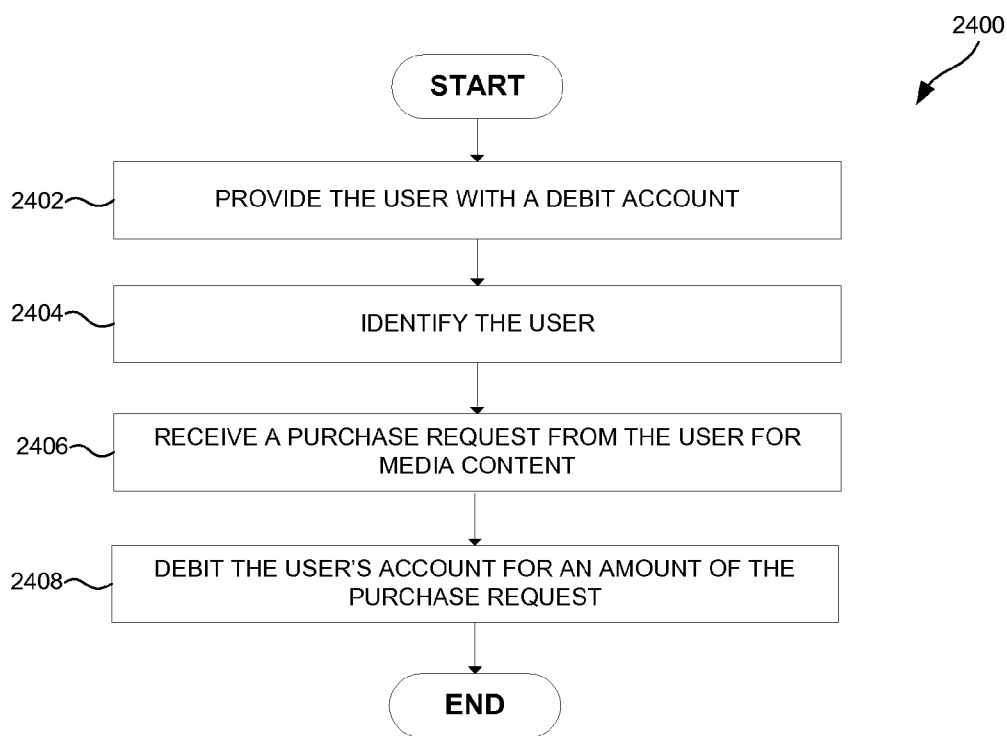 2400
START
2402
PROVIDE THE USER WITH A DEBIT ACCOUNT
2404
IDENTIFY THE USER
2406
RECEIVE A PURCHASE REQUEST FROM THE USER FOR
MEDIA CONTENT
2408
DEBIT THE USER'S ACCOUNT FOR AN AMOUNT OF THE
PURCHASE REQUEST
END